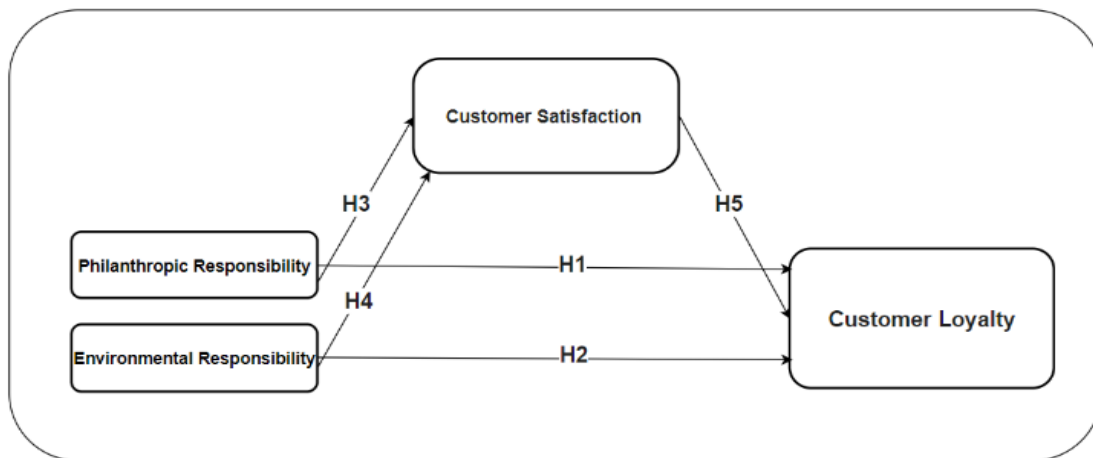 Customer Satisfaction
H3
H5
Philanthropic Responsibility
H1
H4
Customer Loyalty
Environmental Responsibility
H2